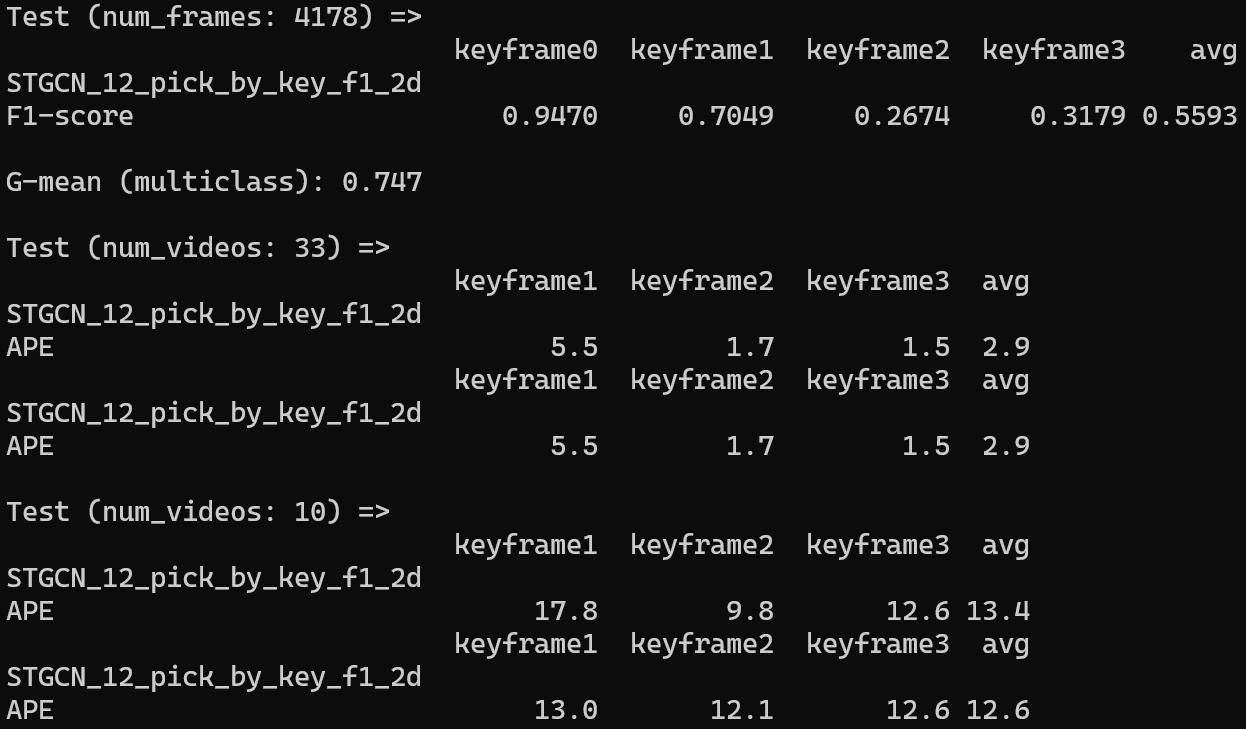 Test (num_frames: 4178) =>
keyframe0 keyframe1 keyframe2 keyframe3 avg
STGCN_12_pick_by_key_f1_2d
F1-score 0.9470 0.7049 0.2674 0.3179 0.5593
G-mean (multiclass): 0.747
Test (num_videos: 33) =>
keyframe1 keyframe2 keyframe3 avg
STGCN_12_pick_by_key_f1_2d
APE 5.5 1.7 1.5 2.9
keyframe1 keyframe2 keyframe3 avg
STGCN_12_pick_by_key_f1_2d
APE 5.5 1.7 1.5 2.9
Test (num_videos: 10) =>
keyframe1 keyframe2 keyframe3 avg
STGCN_12_pick_by_key_f1_2d
APE 17.8 9.8 12.6 13.4
keyframe1 keyframe2 keyframe3 avg
STGCN_12_pick_by_key_f1_2d
APE 13.0 12.1 12.6 12.6